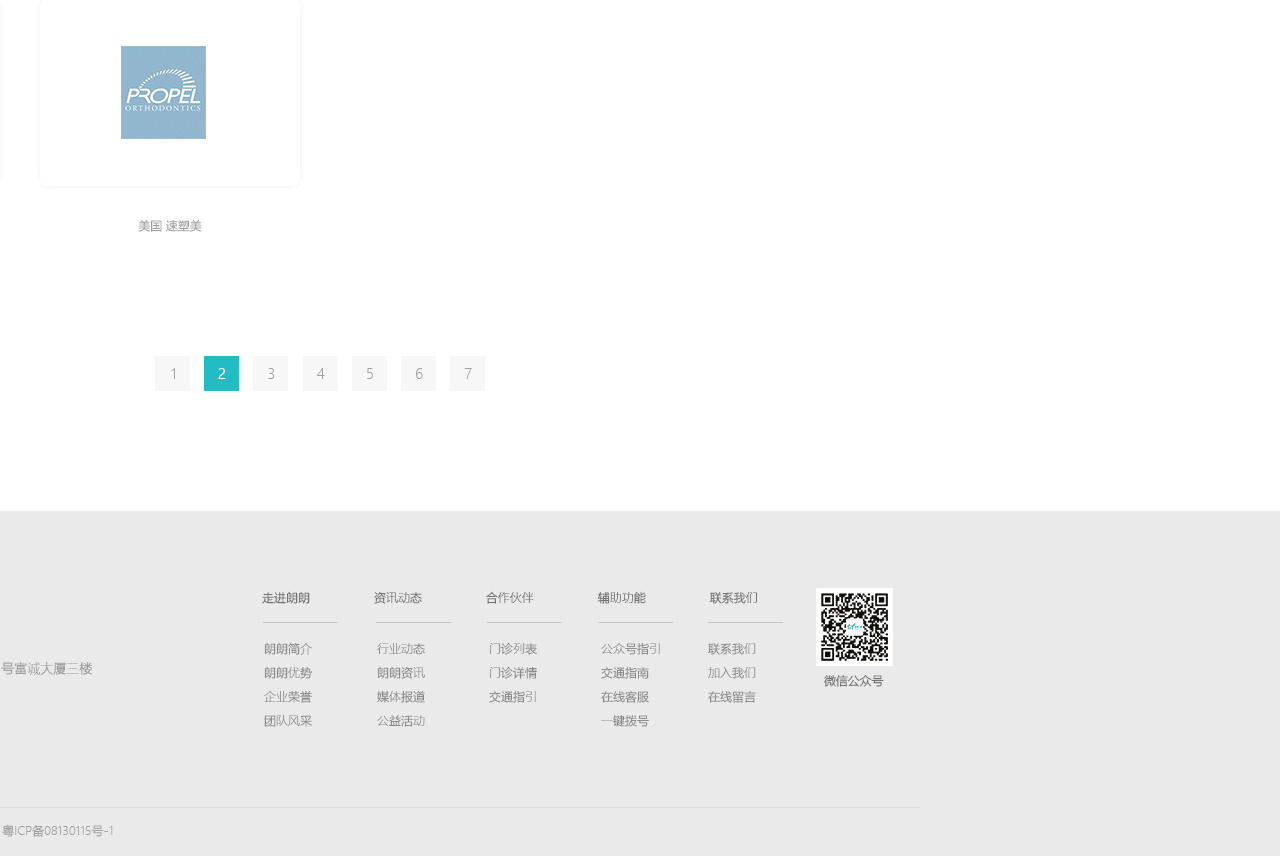 PROPEL
ORTHODONTICS
美国 速塑美
1 2 3 4 5 6 7
走进朗朗 资讯动态 合作伙伴 辅助功能 联系我们
朗朗简介 行业动态 门诊列表 公众号指引 联系我们
号富诚大厦三楼 朗朗优势 朗朗资讯 门诊详情 交通指南 加入我们
微信公众号
企业荣誉 媒体报道 交通指引 在线客服 在线留言
团队风采 公益活动 一键拨号
粤ICP备08130115号-1